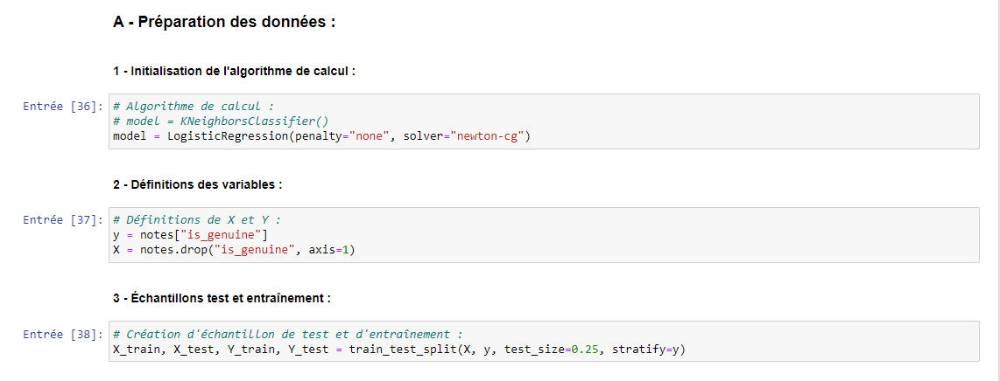 A - Préparation des données :
1 - Initialisation de l'algorithme de calcul :
Entrée [36]:
# Algorithme de calcul :
# model = KNeighborsClassifier()
model = LogisticRegression(penalty="none", solver="newton-cg")
2 - Définitions des variables :
Entrée [37]:
# Définitions de X et Y :
y = notes["is_genuine"]
X = notes.drop("is_genuine", axis=1)
3 - Échantillons test et entraînement :
Entrée [38]:
# Création d'échantillon de test et d'entraînement :
X_train, X_test, Y_train, Y_test = train_test_split(X, y, test_size=0.25, stratify=y)